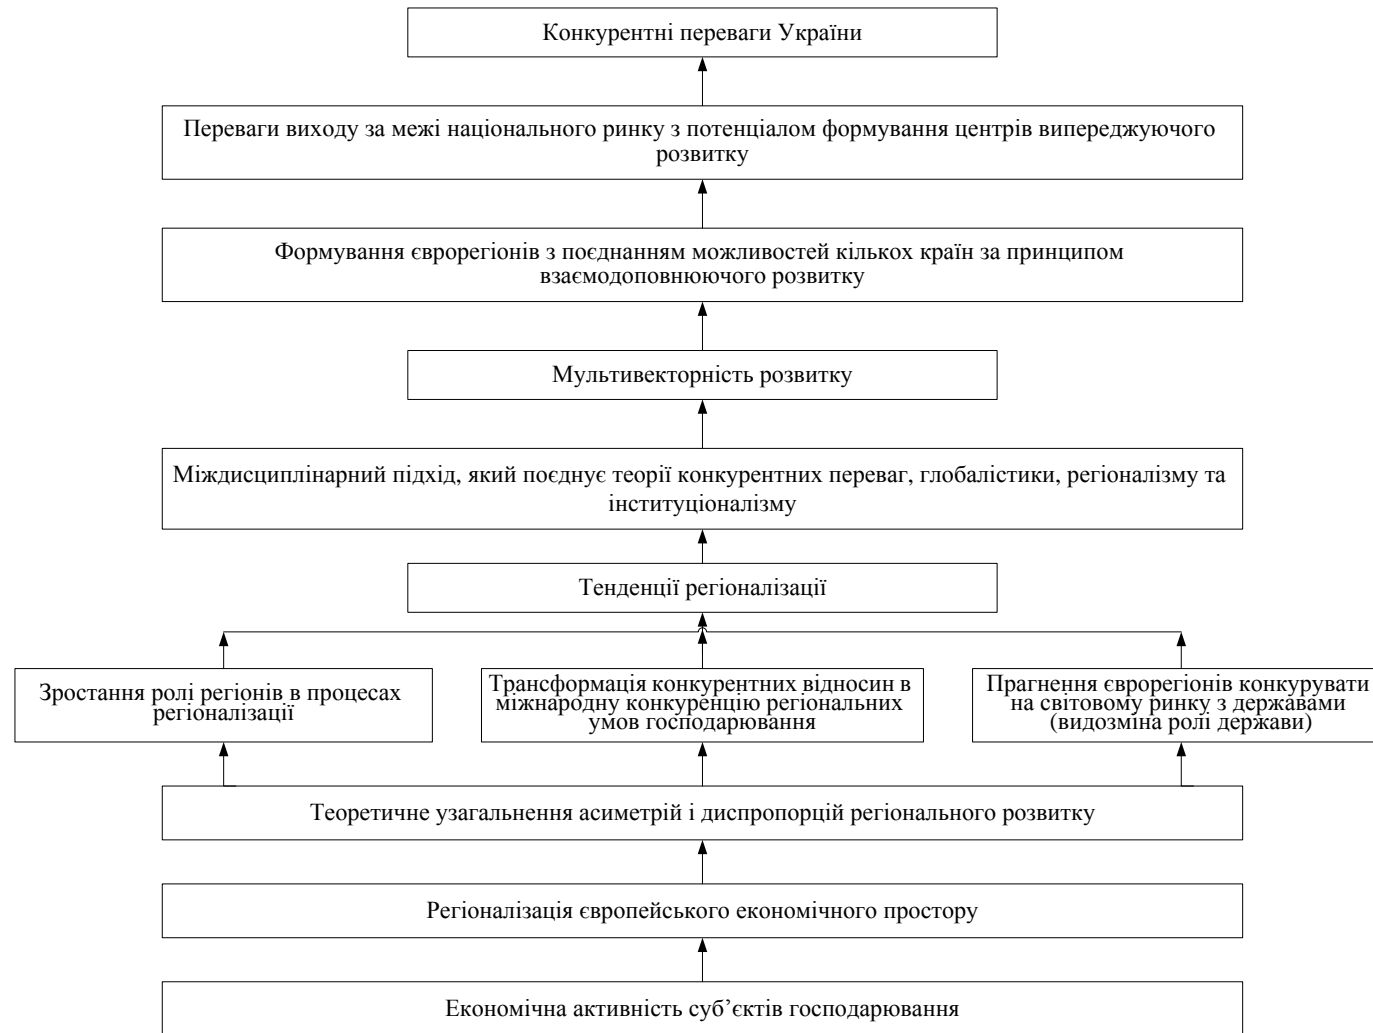 Конкурентні переваги України
Переваги виходу за межі національного ринку з потенціалом формування центрів випереджуючого
розвитку
Формування єврорегіонів з поєднанням можливостей кількох країн за принципом
взаємодоповнюючого розвитку
Мультивекторність розвитку
Міждисциплінарний підхід, який поєднує теорії конкурентних переваг, глобалістики, регіоналізму та
інституціоналізму
Тенденції регіоналізації
Зростання ролі регіонів в процесах
регіоналізації
Трансформація конкурентних відносин в
міжнародну конкуренцію регіональних
умов господарювання
Прагнення єврорегіонів конкурувати
на світовому ринку з державами
(видозміна ролі держави)
Теоретичне узагальнення асиметрій і диспропорцій регіонального розвитку
Регіоналізація європейського економічного простору
Економічна активність суб’єктів господарювання